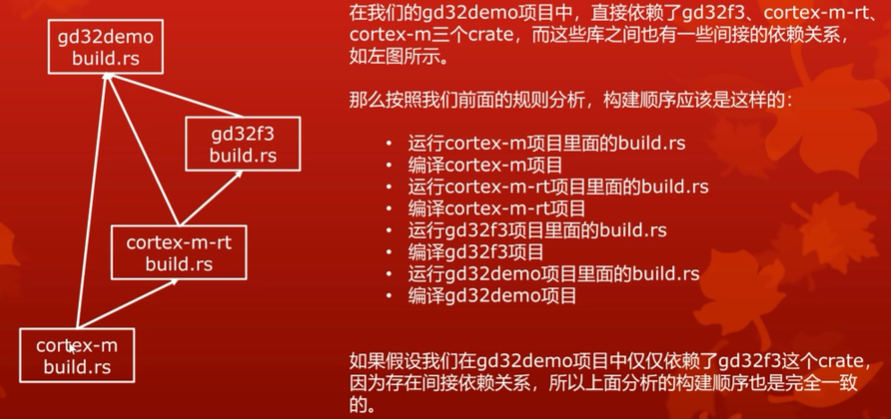 gd32demo
build.rs
gd32f3
build.rs
cortex-m-rt
build.rs
cortex-m
build.rs
在我们的gd32demo项目中，直接依赖了gd32f3、cortex-m-rt、
cortex-m三个crate，而这些库之间也有一些间接的依赖关系，
如左图所示。
那么按照我们前面的规则分析，构建顺序应该是这样的：
• 运行cortex-m项目里面的build.rs
• 编译cortex-m项目
• 运行cortex-m-rt项目里面的build.rs
• 编译cortex-m-rt项目
• 运行gd32f3项目里面的build.rs
• 编译gd32f3项目
• 运行gd32demo项目里面的build.rs
• 编译gd32demo项目
如果假设我们在gd32demo项目中仅仅依赖了gd32f3这个crate，
因为存在间接依赖关系，所以上面分析的构建顺序也是完全一致
的。